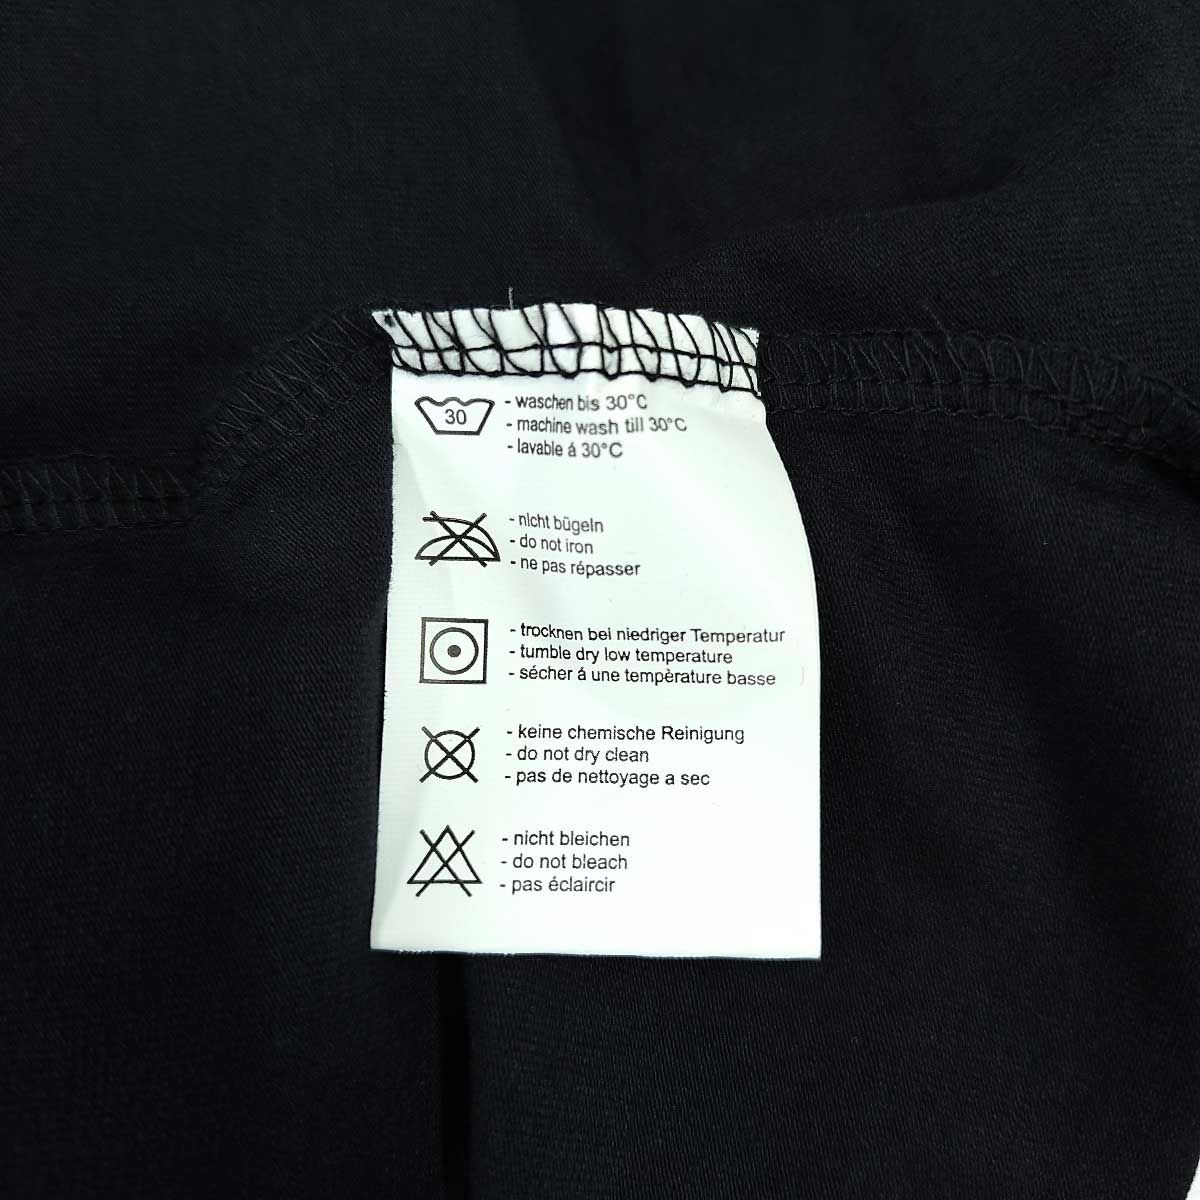 30
- waschen bis 30°C
- machine wash till 30°C
- lavable á 30°C
- nicht bügeln
- do not iron
- ne pas répasser
- trocknen bei niedriger Temperatur
- tumble dry low temperature
- sécher á une tempèrature basse
- keine chemische Reinigung
- do not dry clean
- pas de nettoyage a sec
- nicht bleichen
- do not bleach
- pas éclaircir